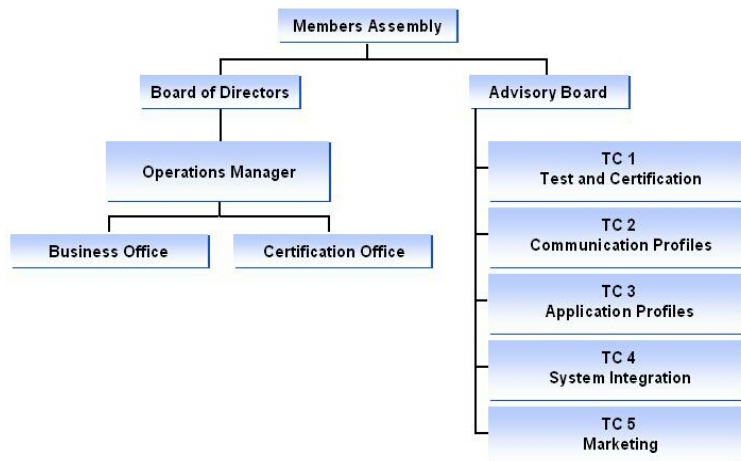 Members Assembly
Board of Directors
Advisory Board
Operations Manager
Business Office
Certification Office
TC 1
Test and Certification
TC 2
Communication Profiles
TC 3
Application Profiles
TC 4
System Integration
TC 5
Marketing